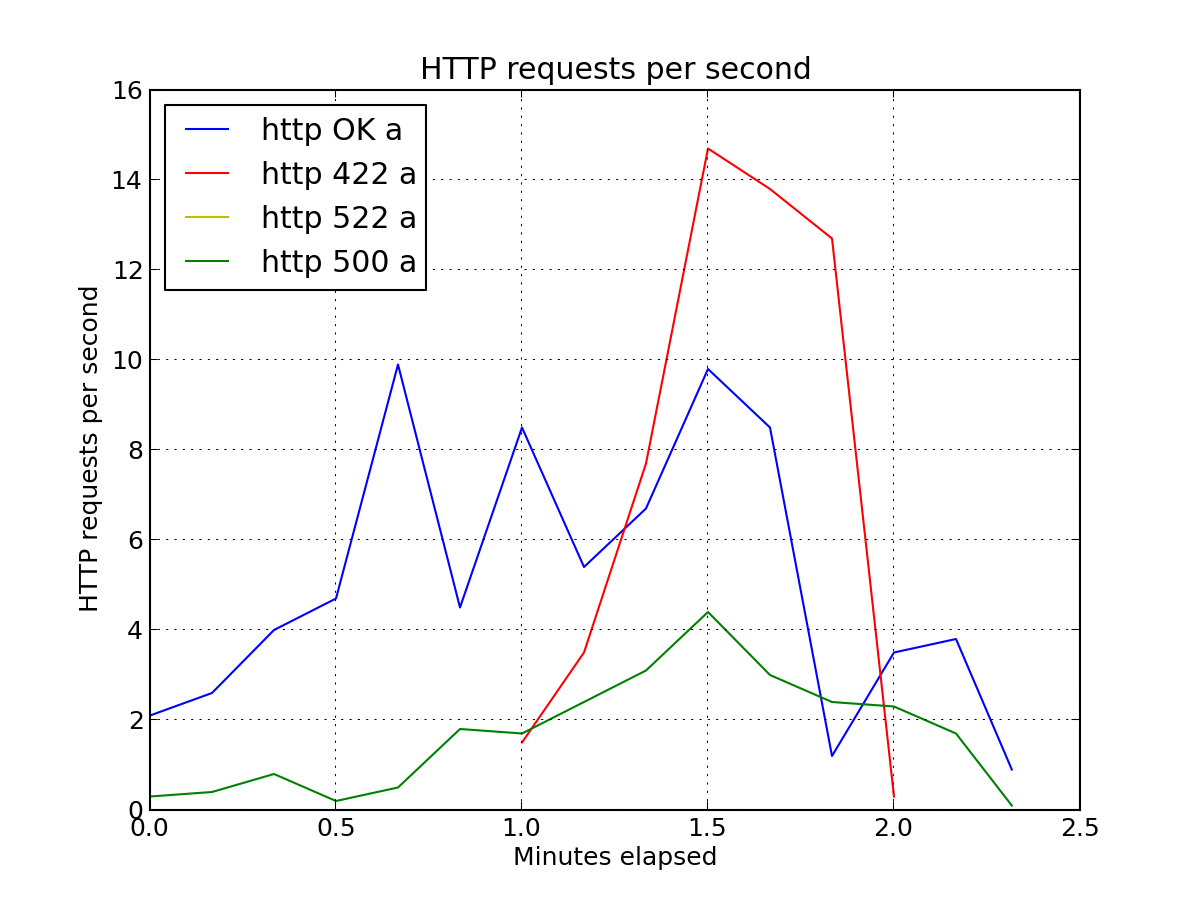 HTTP requests per second
16
14
12
10
8
6
4
2
0
HTTP requests per second
http OK a
http 422 a
http 522 a
http 500 a
0.0 0.5 1.0 1.5 2.0 2.5
Minutes elapsed